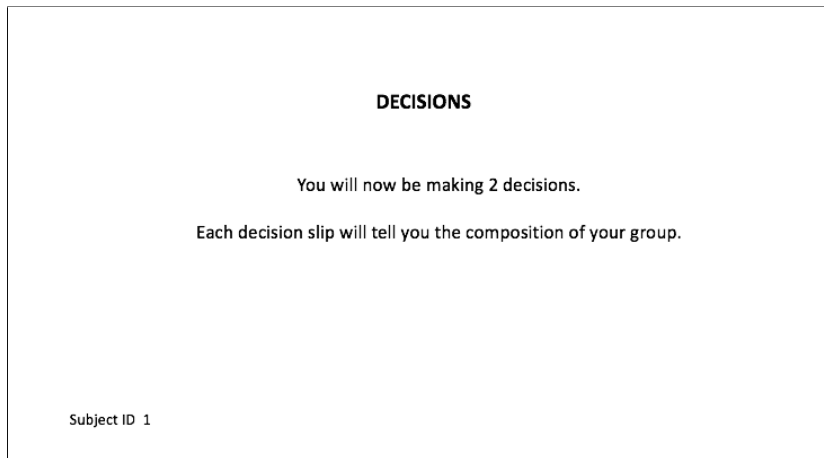 DECISIONS
You will now be making 2 decisions.
Each decision slip will tell you the composition of your group.
Subject ID 1